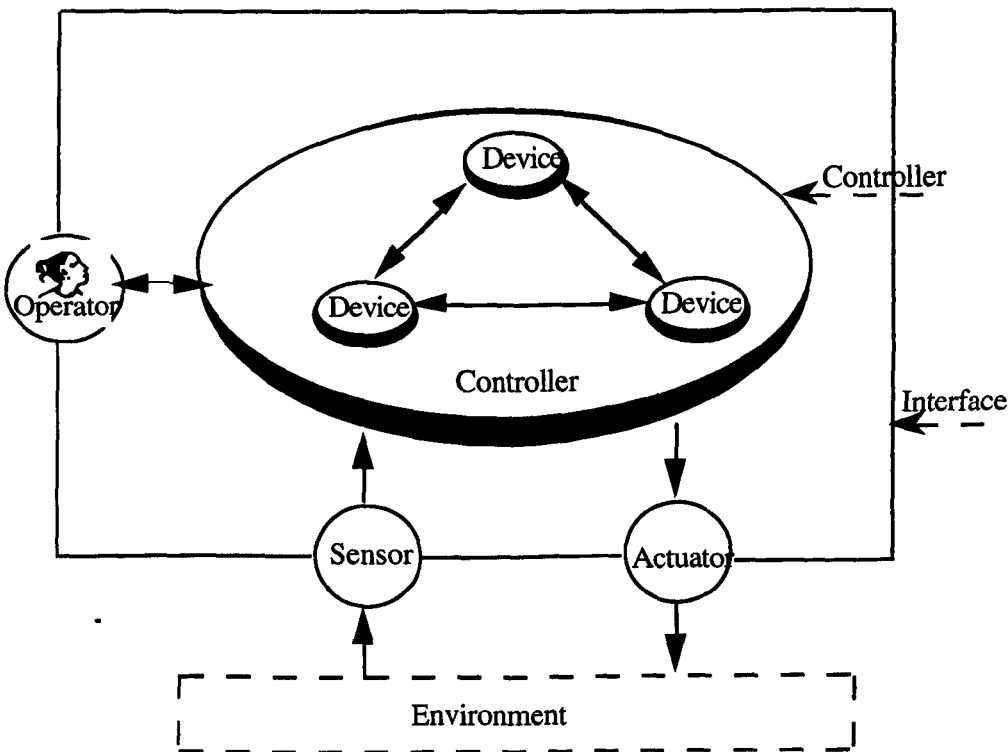 Device
Controller
Operator
Device
Device
Controller
Interface
Sensor
Actuator
Environment